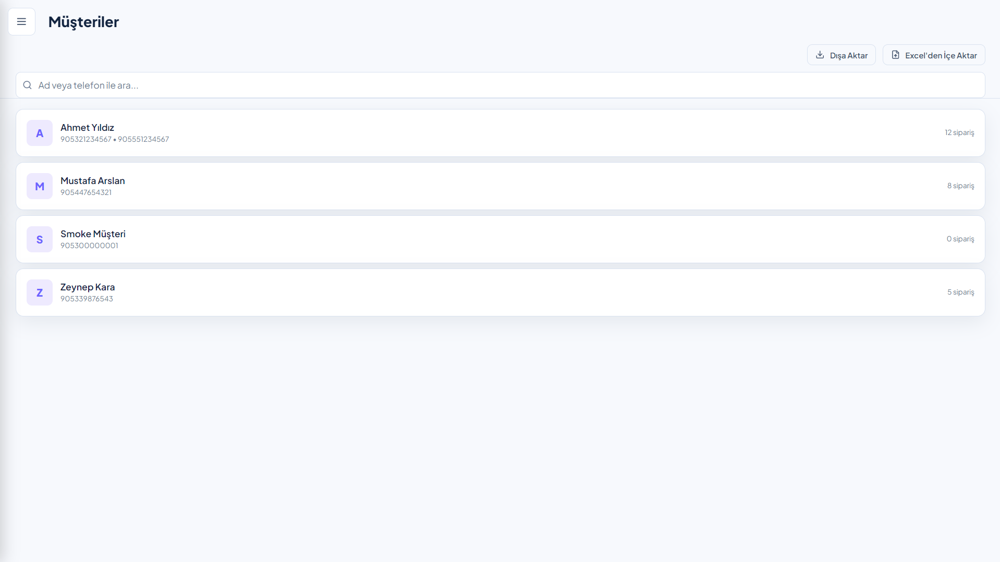 Müşteriler
Dışa Aktar
Excel'den İçe Aktar
Ad veya telefon ile ara...
A
Ahmet Yıldız
905321234567 • 905551234567
12 sipariş
M
Mustafa Arslan
905447654321
8 sipariş
S
Smoke Müşteri
905300000001
0 sipariş
Z
Zeynep Kara
905339876543
5 sipariş